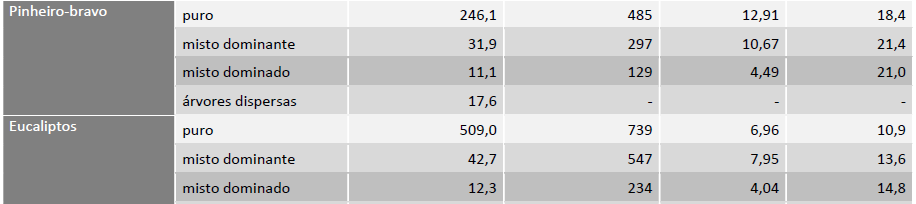 Pinheiro-bravo puro 246,1 485 12,91 18,4
misto dominante 31,9 297 10,67 21,4
misto dominado 11,1 129 4,49 21,0
árvores dispersas 17,6 - - -
Eucaliptos puro 509,0 739 6,96 10,9
misto dominante 42,7 547 7,95 13,6
misto dominado 12,3 234 4,04 14,8